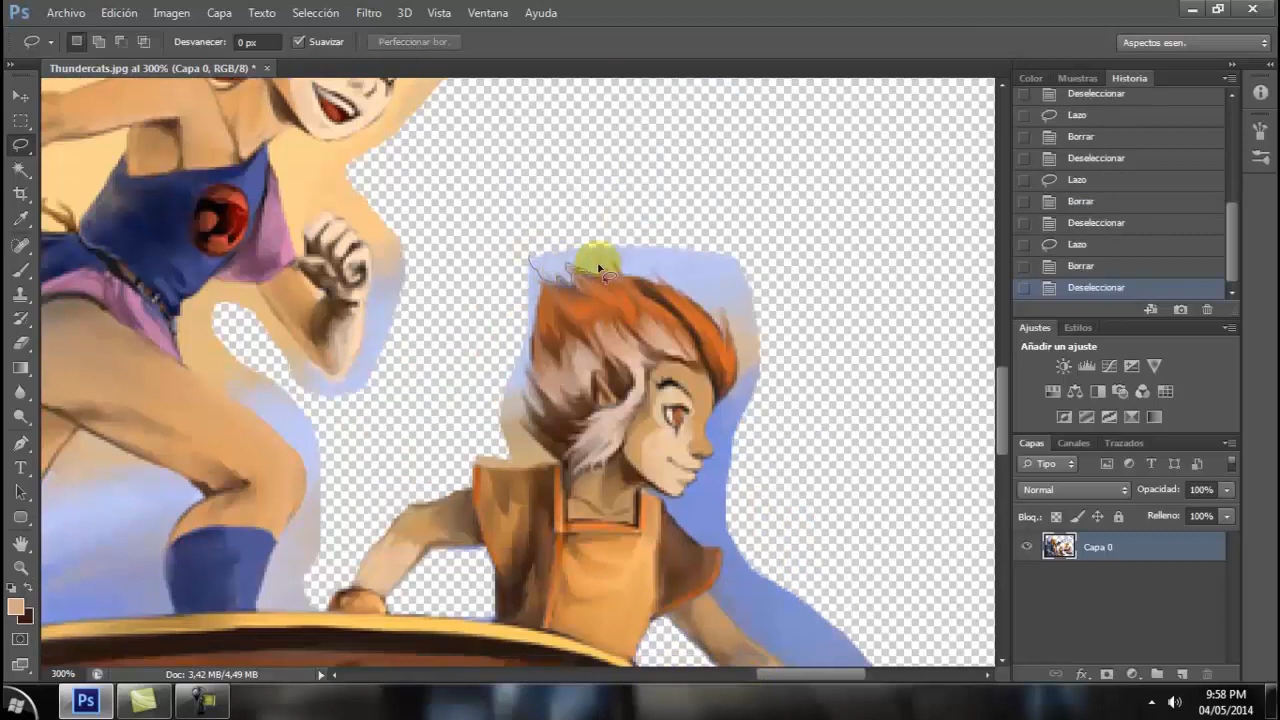 Ps Archivo Edición Imagen Capa Texto Selección Filtro 3D Vista Ventana Ayuda
Desvanecer: 0 px Suavizar Perfeccionar bor. Aspectos esen.
Thundercats.jpg al 300% (Capa 0, RGB/8) *
Color Muestras Historia
Deseleccionar
Lazo
Borrar
Deseleccionar
Lazo
Borrar
Deseleccionar
Lazo
Borrar
Deseleccionar
Ajustes Estilos
Añadir un ajuste
Capas Canales Trazados
Tipo
Normal Opacidad: 100%
Bloq.: Relleno: 100%
Capa 0
300% Doc: 3,42 MB/4,49 MB
Ps
9:58 PM
04/05/2014